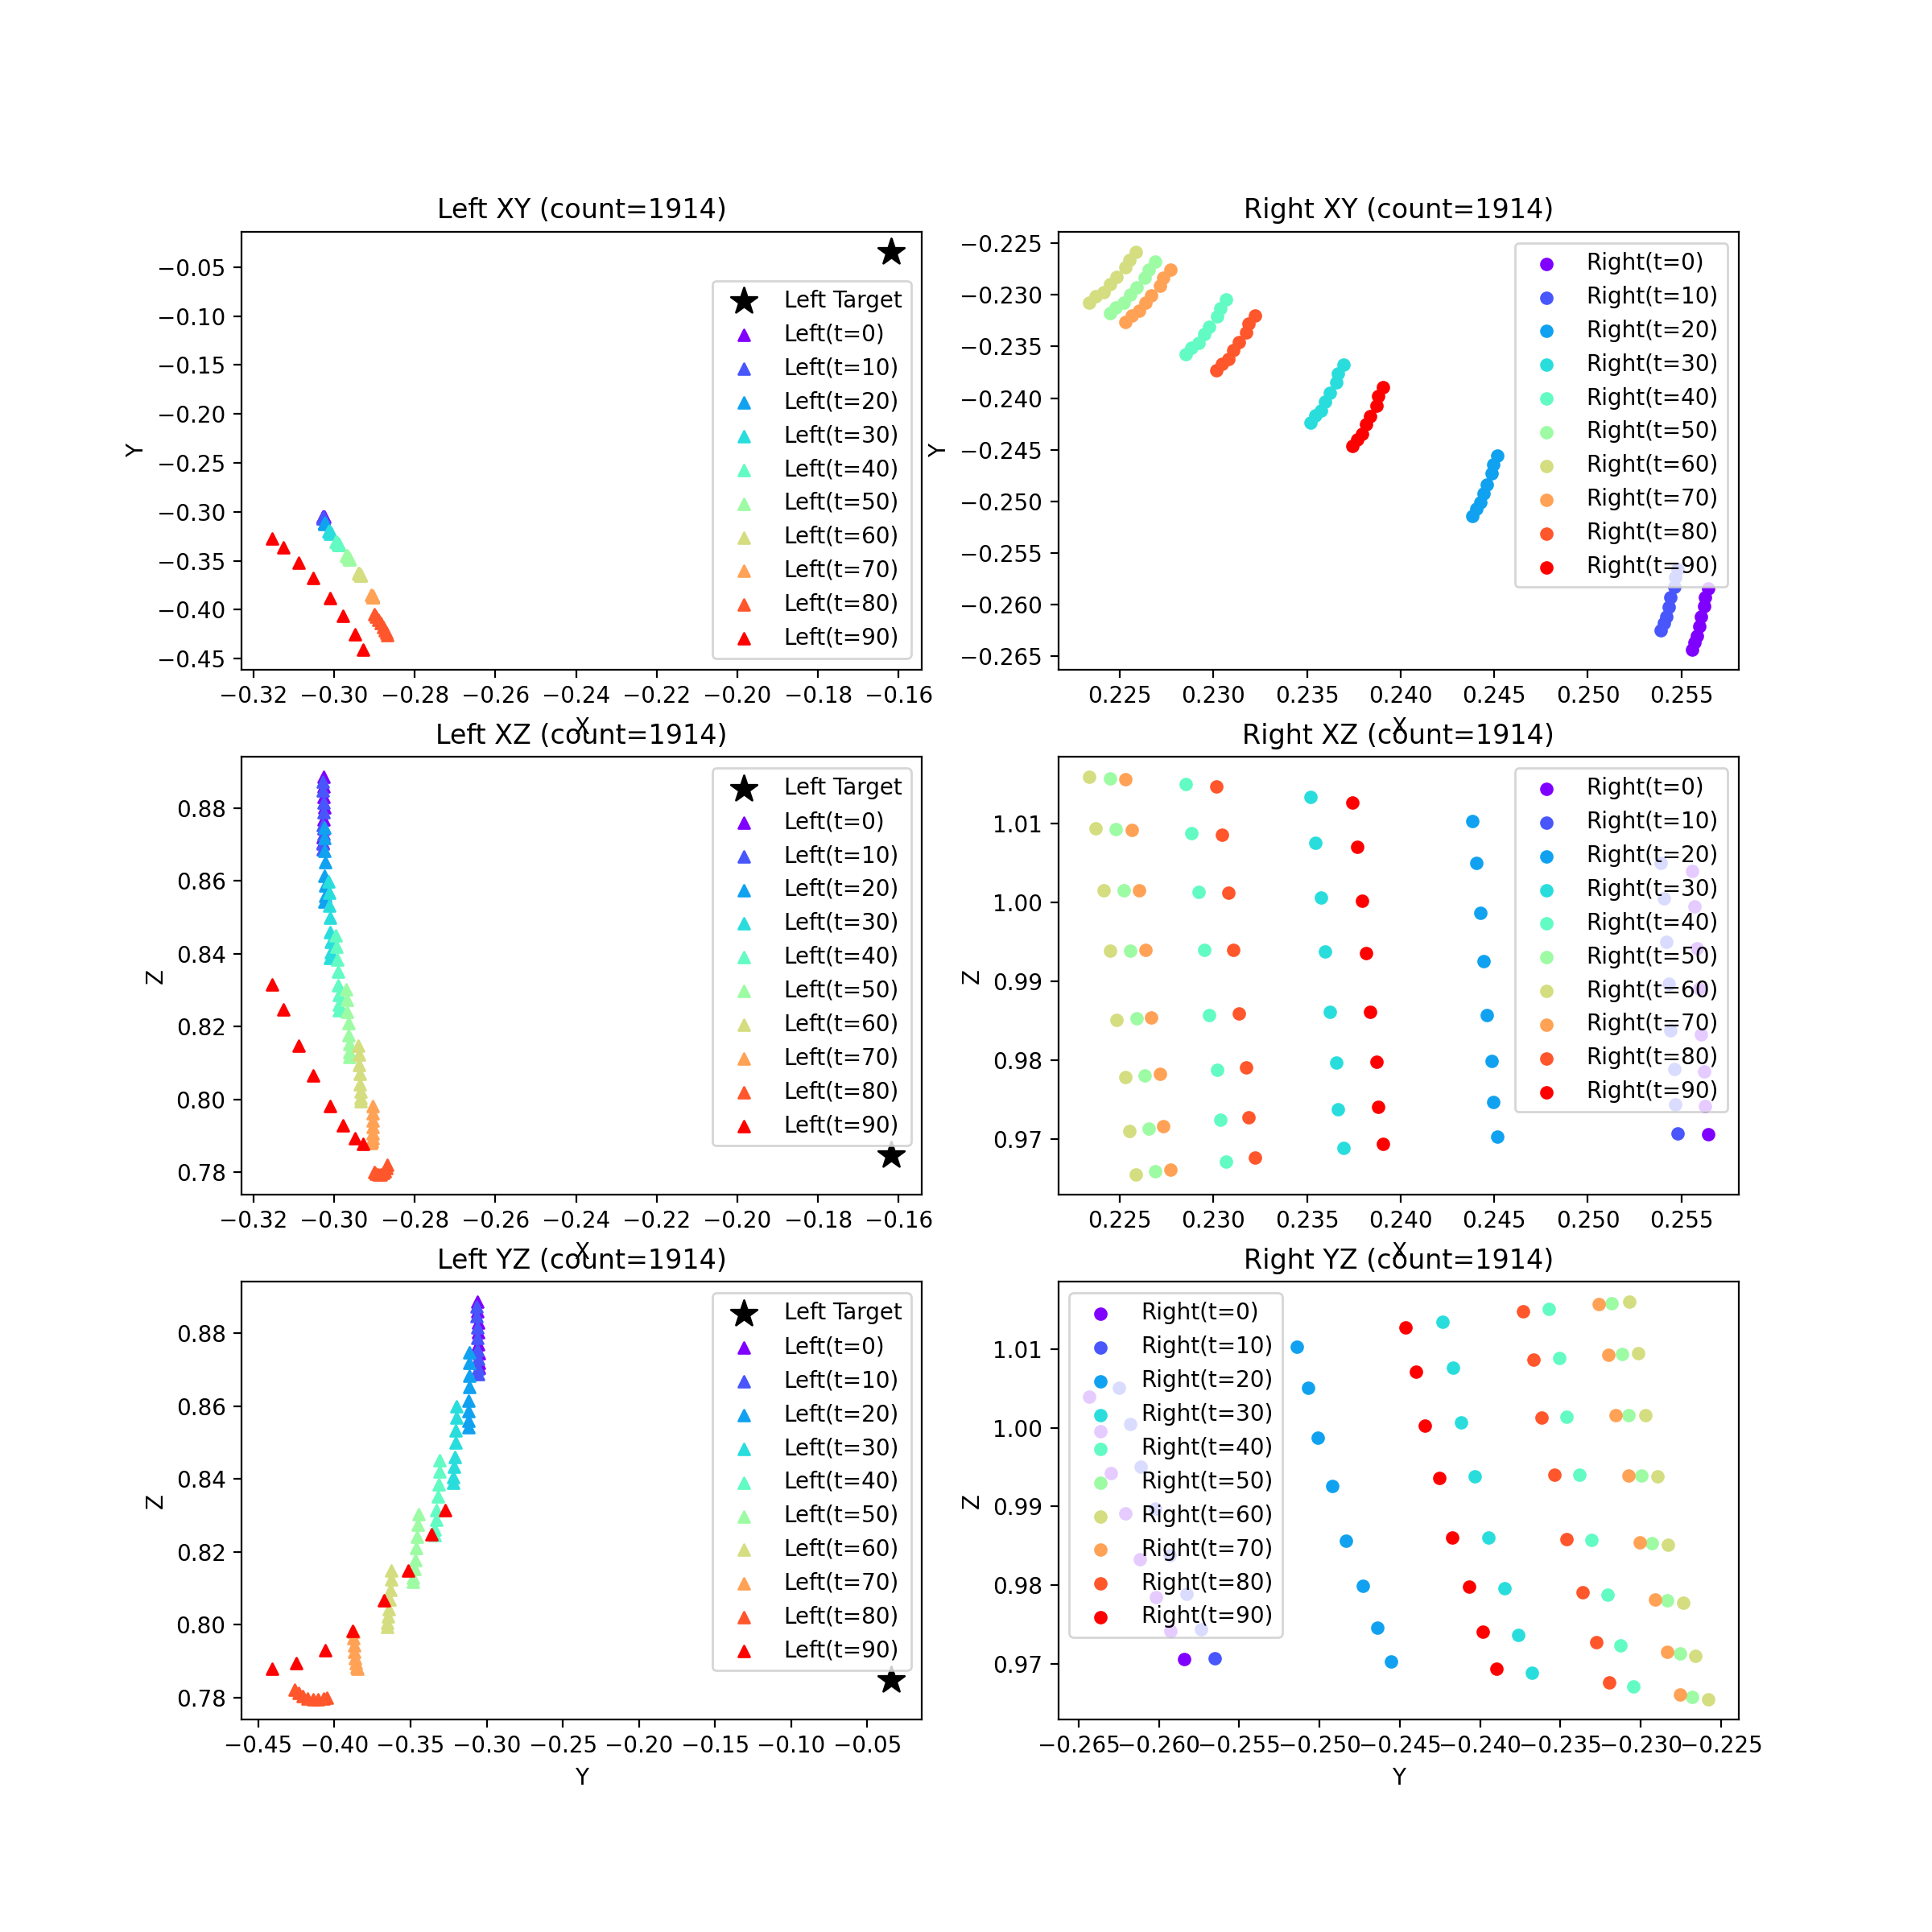 Left XY (count=1914)
−0.05
−0.10
−0.15
−0.20
−0.25
−0.30
−0.35
−0.40
−0.45
Y
−0.32 −0.30 −0.28 −0.26 −0.24 −0.22 −0.20 −0.18 −0.16
X
Left Target
Left(t=0)
Left(t=10)
Left(t=20)
Left(t=30)
Left(t=40)
Left(t=50)
Left(t=60)
Left(t=70)
Left(t=80)
Left(t=90)
Right XY (count=1914)
−0.225
−0.230
−0.235
−0.240
−0.245
−0.250
−0.255
−0.260
−0.265
Y
0.225 0.230 0.235 0.240 0.245 0.250 0.255
X
Right(t=0)
Right(t=10)
Right(t=20)
Right(t=30)
Right(t=40)
Right(t=50)
Right(t=60)
Right(t=70)
Right(t=80)
Right(t=90)
Left XZ (count=1914)
0.88
0.86
0.84
0.82
0.80
0.78
Z
−0.32 −0.30 −0.28 −0.26 −0.24 −0.22 −0.20 −0.18 −0.16
X
Left Target
Left(t=0)
Left(t=10)
Left(t=20)
Left(t=30)
Left(t=40)
Left(t=50)
Left(t=60)
Left(t=70)
Left(t=80)
Left(t=90)
Right XZ (count=1914)
1.01
1.00
0.99
0.98
0.97
Z
0.225 0.230 0.235 0.240 0.245 0.250 0.255
X
Right(t=0)
Right(t=10)
Right(t=20)
Right(t=30)
Right(t=40)
Right(t=50)
Right(t=60)
Right(t=70)
Right(t=80)
Right(t=90)
Left YZ (count=1914)
0.88
0.86
0.84
0.82
0.80
0.78
Z
−0.45 −0.40 −0.35 −0.30 −0.25 −0.20 −0.15 −0.10 −0.05
Y
Left Target
Left(t=0)
Left(t=10)
Left(t=20)
Left(t=30)
Left(t=40)
Left(t=50)
Left(t=60)
Left(t=70)
Left(t=80)
Left(t=90)
Right YZ (count=1914)
1.01
1.00
0.99
0.98
0.97
Z
−0.265 −0.260 −0.255 −0.250 −0.245 −0.240 −0.235 −0.230 −0.225
Y
Right(t=0)
Right(t=10)
Right(t=20)
Right(t=30)
Right(t=40)
Right(t=50)
Right(t=60)
Right(t=70)
Right(t=80)
Right(t=90)